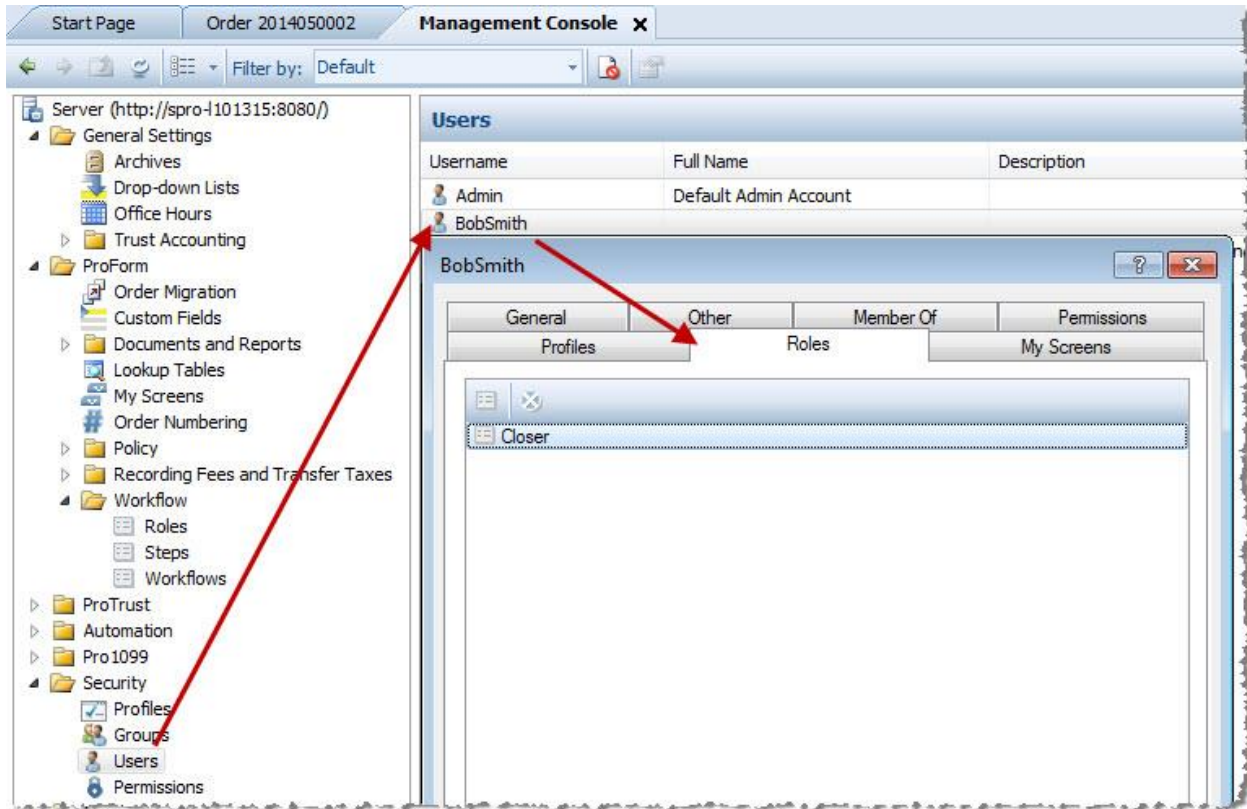 Start Page
Order 2014050002
Management Console
Filter by: Default
Server (http://spro-l101315:8080/)
General Settings
Archives
Drop-down Lists
Office Hours
Trust Accounting
ProForm
Order Migration
Custom Fields
Documents and Reports
Lookup Tables
My Screens
Order Numbering
Policy
Recording Fees and Transfer Taxes
Workflow
Roles
Steps
Workflows
ProTrust
Automation
Pro1099
Security
Profiles
Groups
Users
Permissions
Users
Username Full Name Description
Admin Default Admin Account
BobSmith
BobSmith
General Other Member Of Permissions
Profiles Roles My Screens
Closer